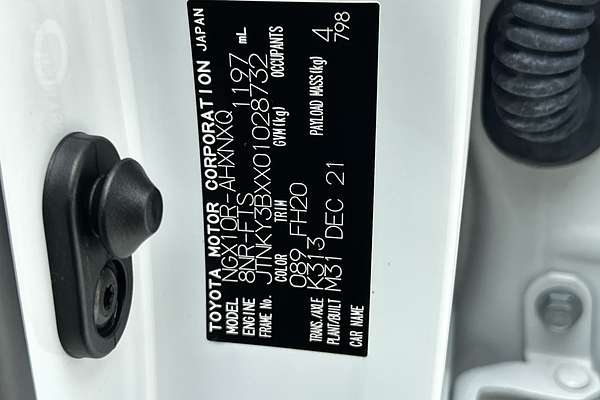 TOYOTA MOTOR CORPORATION JAPAN
MODEL NGX10R-AHXNXQ
ENGINE 8NR-FTS 1197 mL
FRAME No. JTNKY3BXX01028732
COLOR TRIM GVM(kg) OCCUPANTS
089 FH20 4
TRANS./AXLE K313 PAYLOAD MASS(kg) 798
PLANT/BUILT M31 DEC 21
CAR NAME